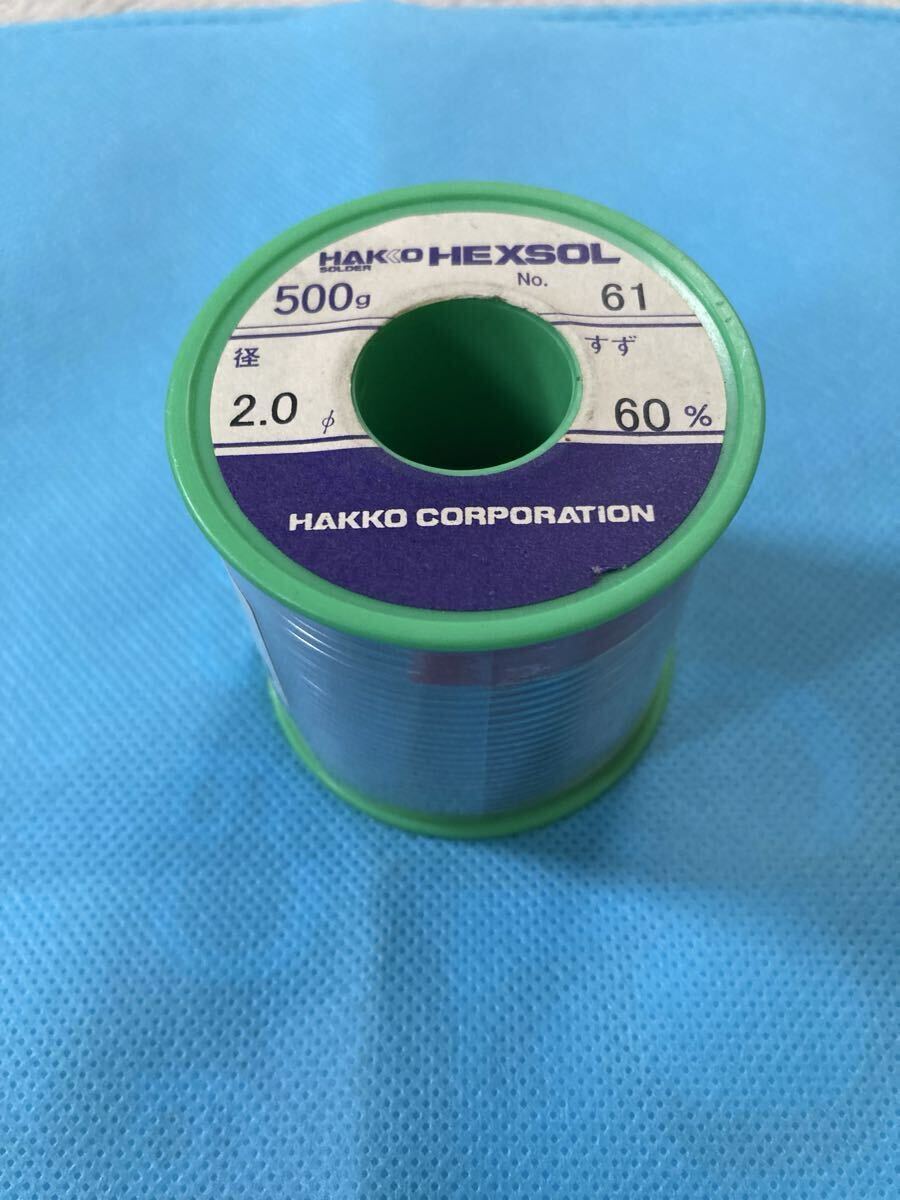 HAKKO HEXSOL
SOLDER
500g No. 61
径 すず
2.0 φ 60 %
HAKKO CORPORATION